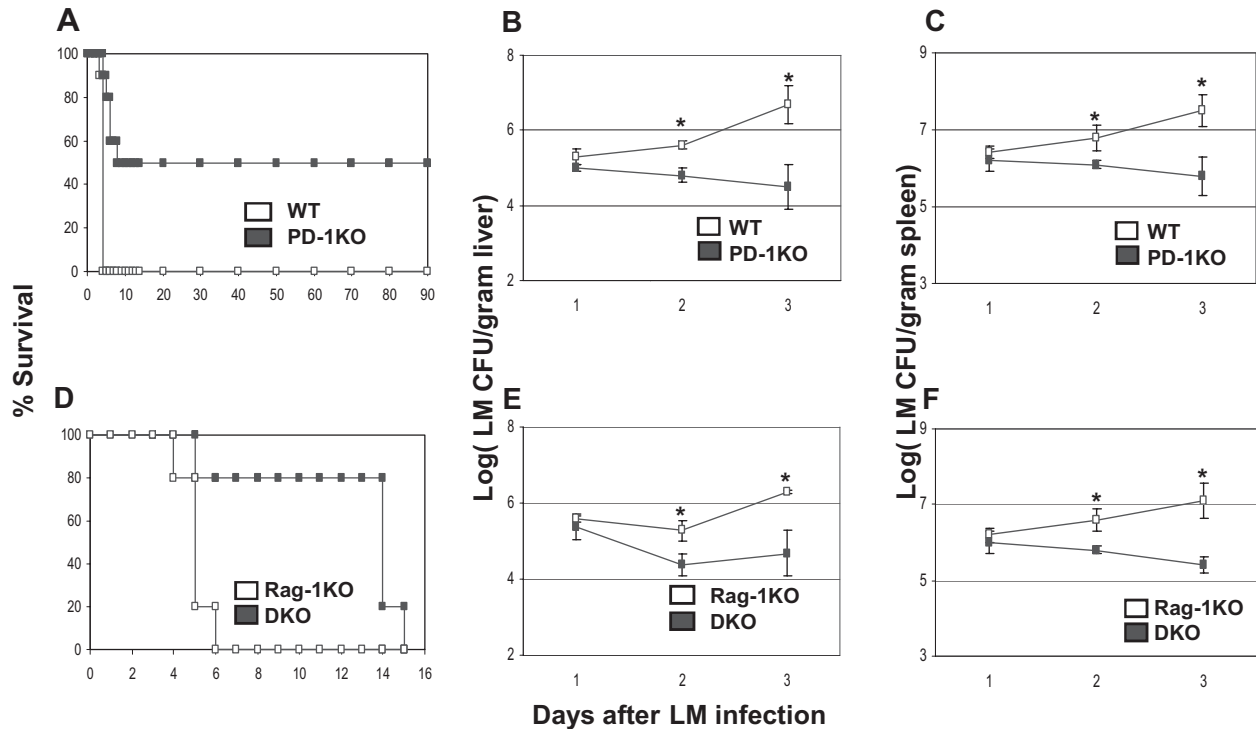 A
B
C
100
80
60
40
20
0
WT
PD-1KO
0 10 20 30 40 50 60 70 80 90
8
6
4
2
*
*
WT
PD-1KO
1 2 3
9
7
5
3
*
*
WT
PD-1KO
1 2 3
% Survival
Log( LM CFU/gram liver)
Log( LM CFU/gram spleen)
D
E
F
100
80
60
40
20
0
Rag-1KO
DKO
0 2 4 6 8 10 12 14 16
8
6
4
2
*
*
Rag-1KO
DKO
1 2 3
9
7
5
3
*
*
Rag-1KO
DKO
1 2 3
Days after LM infection